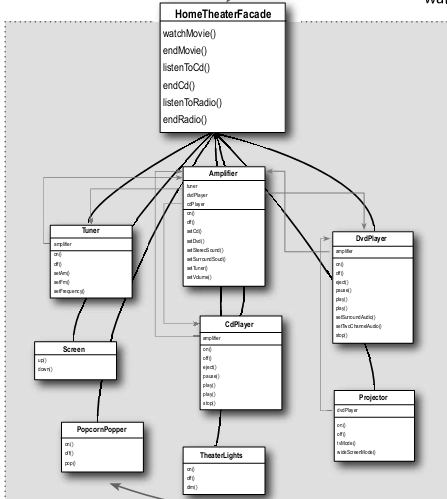 HomeTheaterFacade
watchMovie()
endMovie()
listenToCd()
endCd()
listenToRadio()
endRadio()
Amplifier
tuner
dvdPlayer
cdPlayer
on()
off()
setCd()
setDvd()
setStereoSound()
setSurroundSoud()
setTuner()
setVolume()
Tuner
amplifier
on()
off()
setAm()
setFm()
setFrequency()
DvdPlayer
amplifier
on()
off()
eject()
pause()
play()
play()
setSurroundAudio()
setTwoChannelAudio()
stop()
Screen
up()
down()
CdPlayer
amplifier
on()
off()
eject()
pause()
play()
play()
stop()
Projector
dvdPlayer
on()
off()
tvMode()
wideScreenMode()
PopcornPopper
on()
off()
pop()
TheaterLights
on()
off()
dim()